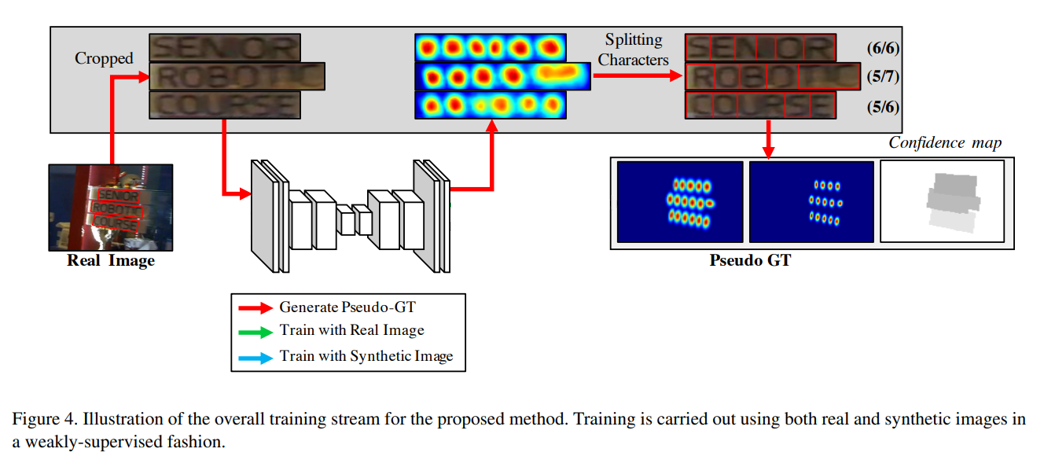 Cropped
SENIOR
ROBOTIC
COURSE
Splitting
Characters
SENIOR
ROBOTIC
COURSE
(6/6)
(5/7)
(5/6)
Confidence map
SENIOR
ROBOTIC
COURSE
Real Image
Pseudo GT
Generate Pseudo-GT
Train with Real Image
Train with Synthetic Image
Figure 4. Illustration of the overall training stream for the proposed method. Training is carried out using both real and synthetic images in
a weakly-supervised fashion.